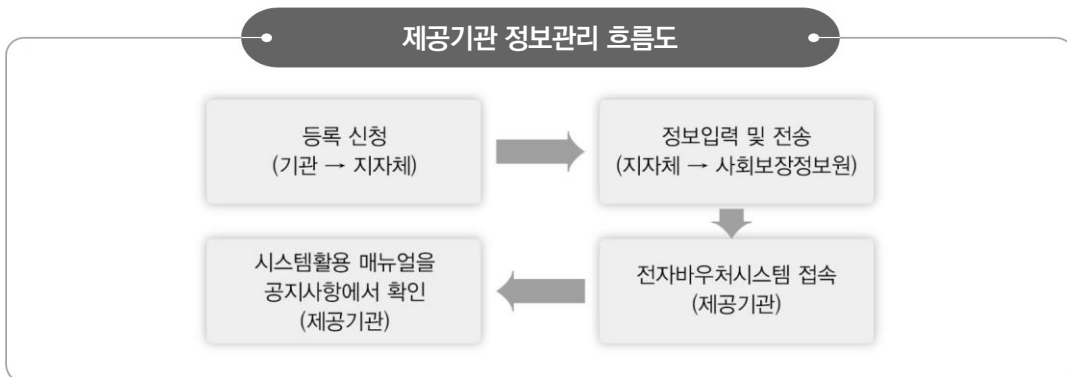 제공기관 정보관리 흐름도
등록 신청
(기관 → 지자체)
정보입력 및 전송
(지자체 → 사회보장정보원)
전자바우처시스템 접속
(제공기관)
시스템활용 매뉴얼을
공지사항에서 확인
(제공기관)